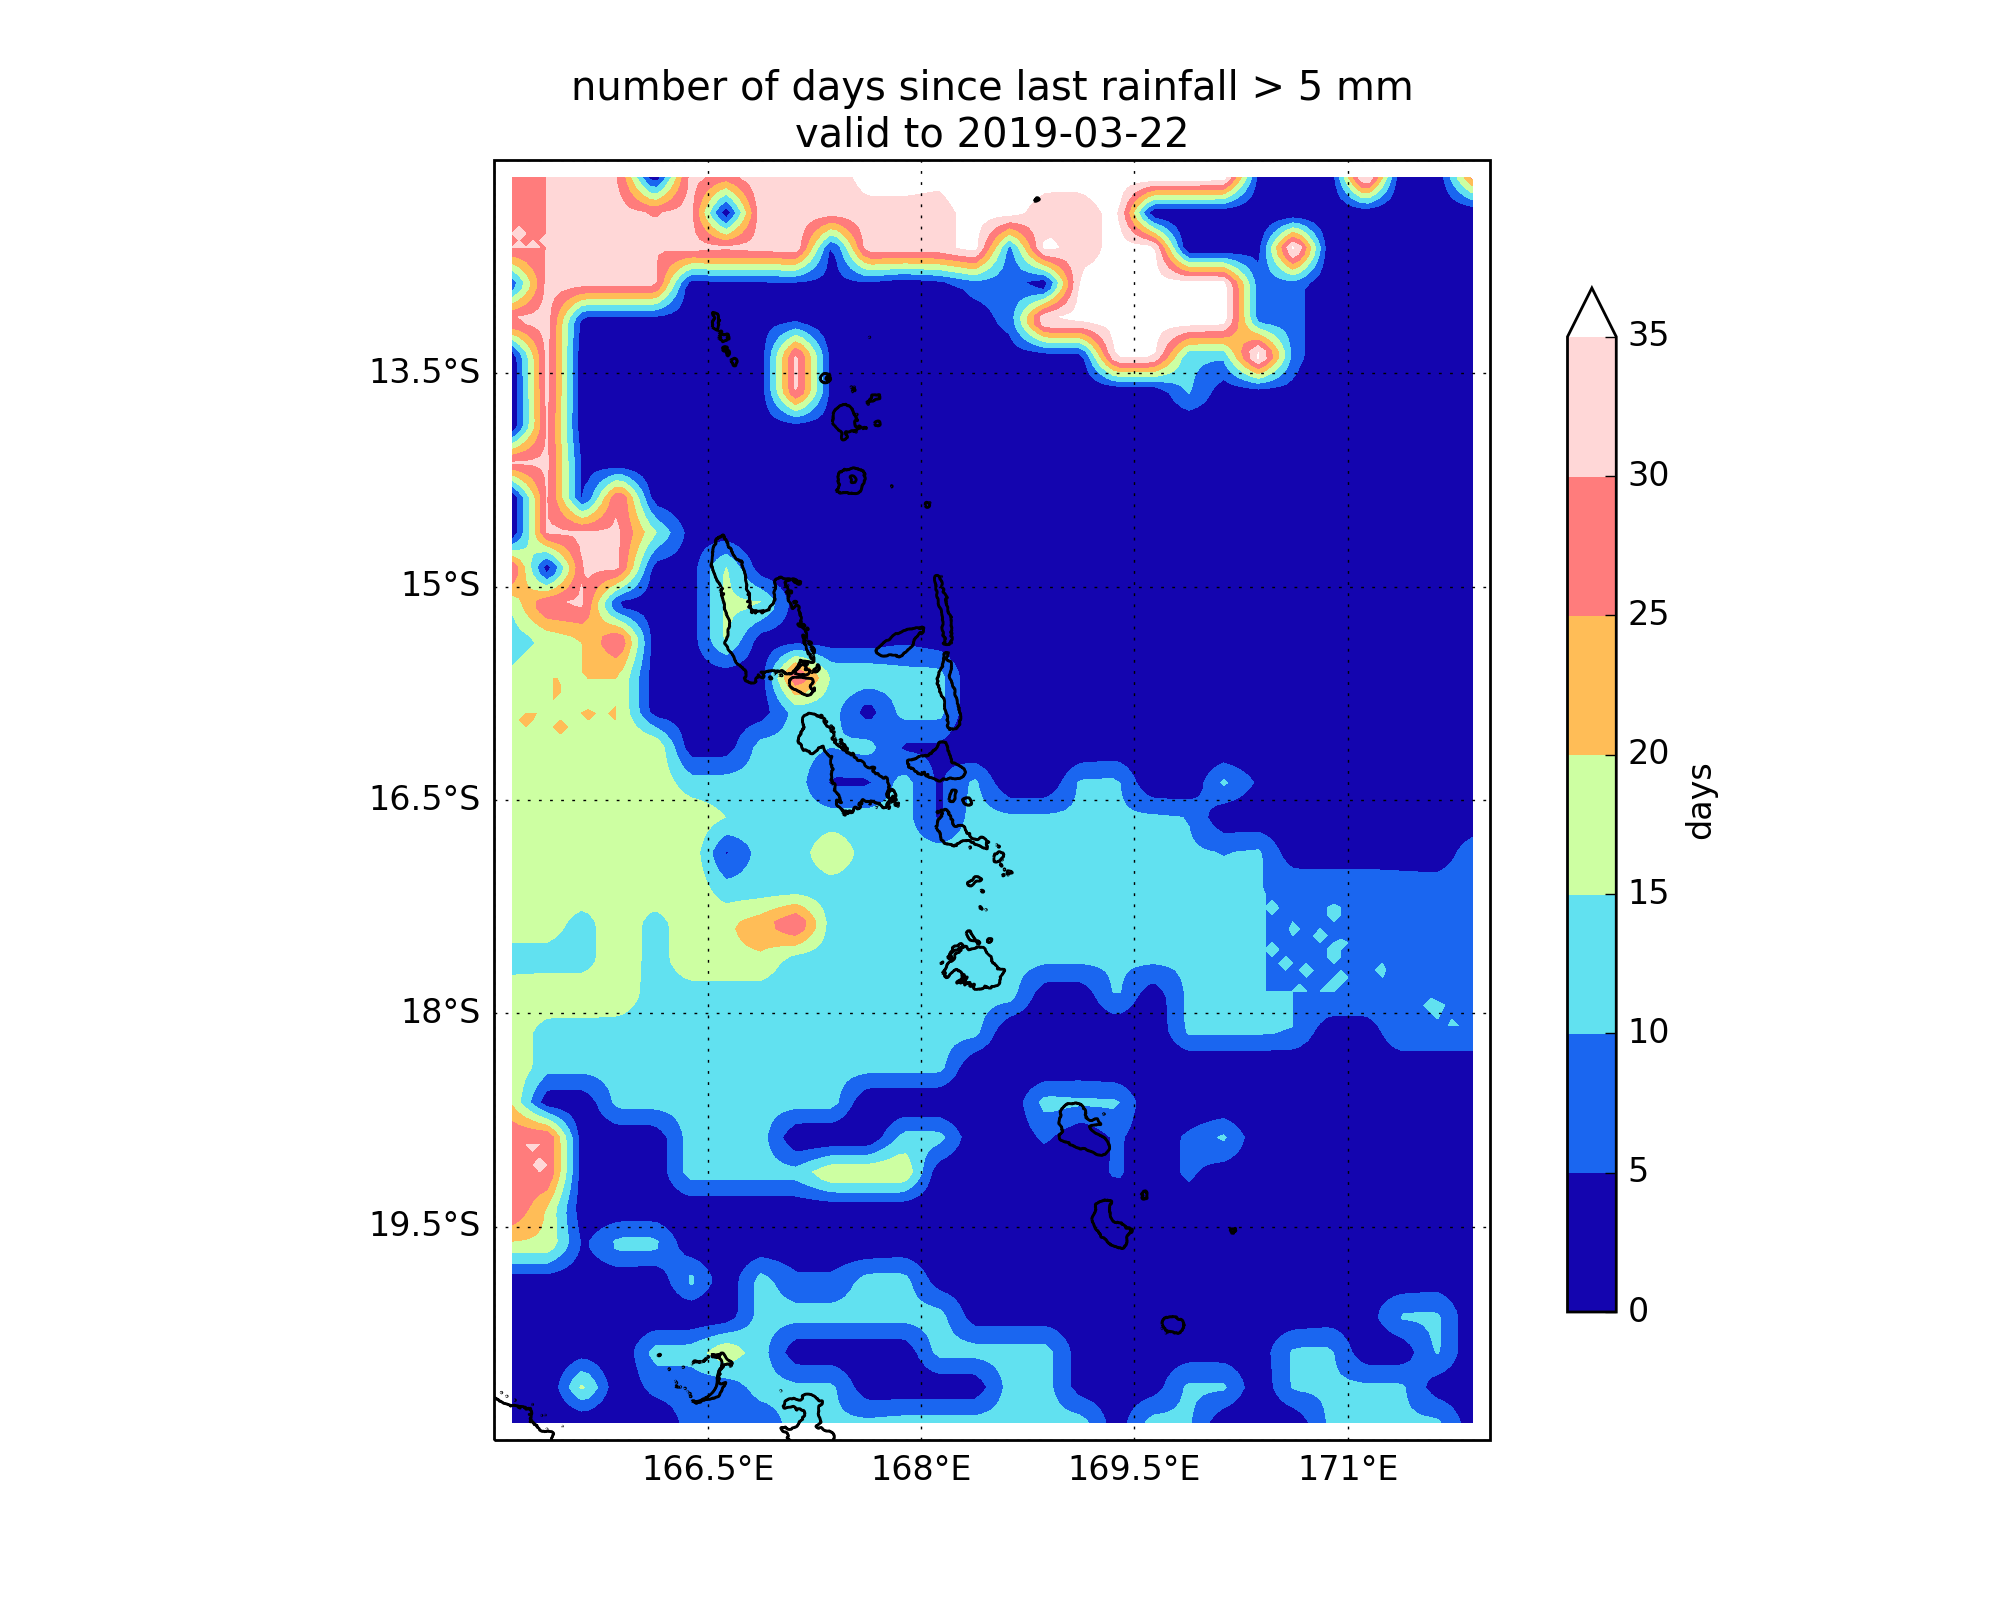 number of days since last rainfall > 5 mm
valid to 2019-03-22
35
13.5°S
30
25
15°S
20
16.5°S
days
15
18°S
10
5
19.5°S
0
166.5°E 168°E 169.5°E 171°E